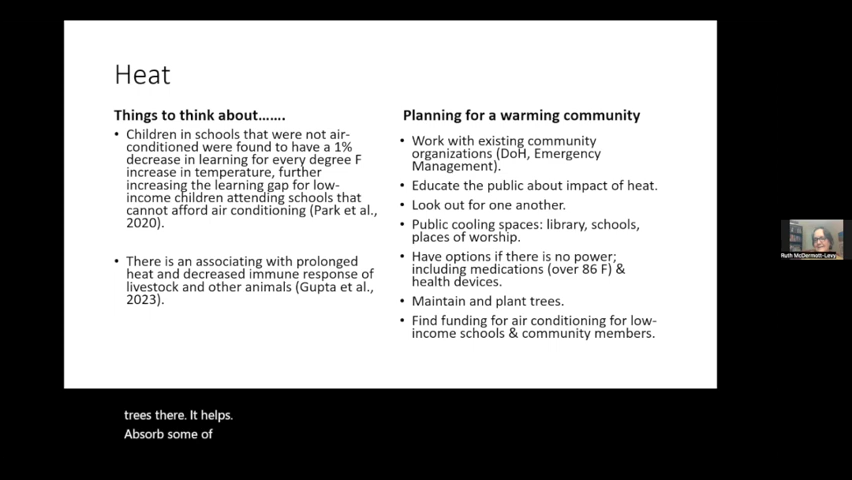 Heat
Things to think about…….
• Children in schools that were not air-
conditioned were found to have a 1%
decrease in learning for every degree F
increase in temperature, further
increasing the learning gap for low-
income children attending schools that
cannot afford air conditioning (Park et al.,
2020).
• There is an associating with prolonged
heat and decreased immune response of
livestock and other animals (Gupta et al.,
2023).
Planning for a warming community
• Work with existing community
organizations (DoH, Emergency
Management).
• Educate the public about impact of heat.
• Look out for one another.
• Public cooling spaces: library, schools,
places of worship.
• Have options if there is no power;
including medications (over 86 F) &
health devices.
• Maintain and plant trees.
• Find funding for air conditioning for low-
income schools & community members.
Ruth McDermott-Levy
trees there. It helps.
Absorb some of